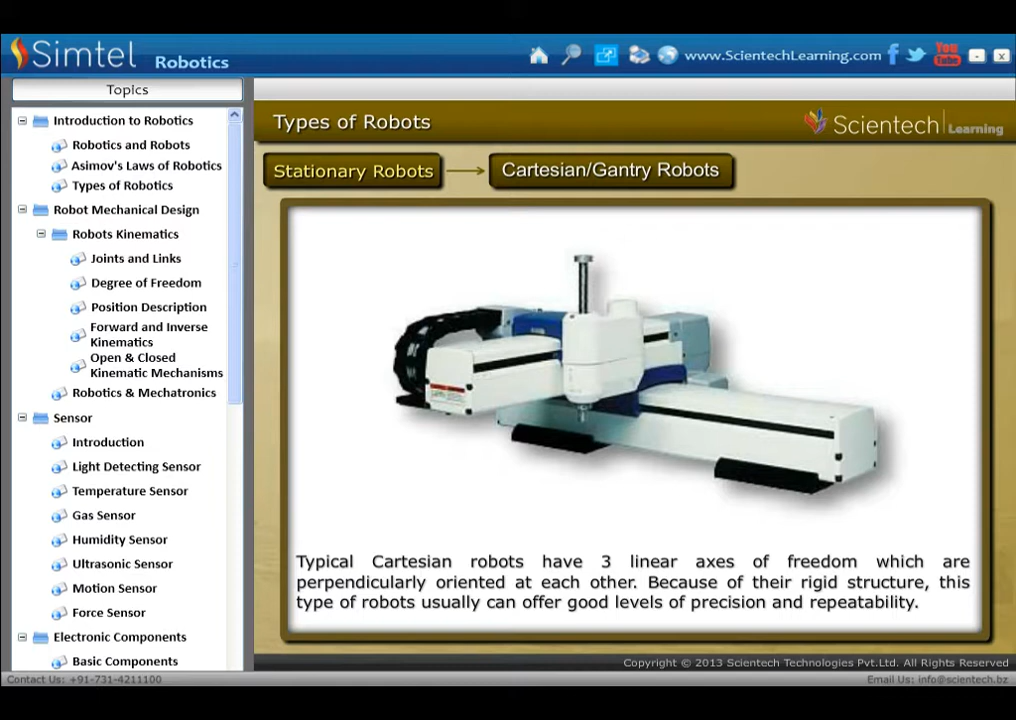 Simtel Robotics
www.ScientechLearning.com
You Tube
Topics
Introduction to Robotics
Robotics and Robots
Asimov's Laws of Robotics
Types of Robotics
Robot Mechanical Design
Robots Kinematics
Joints and Links
Degree of Freedom
Position Description
Forward and Inverse
Kinematics
Open & Closed
Kinematic Mechanisms
Robotics & Mechatronics
Sensor
Introduction
Light Detecting Sensor
Temperature Sensor
Gas Sensor
Humidity Sensor
Ultrasonic Sensor
Motion Sensor
Force Sensor
Electronic Components
Basic Components
Types of Robots
Scientech Learning
Stationary Robots
Cartesian/Gantry Robots
Typical Cartesian robots have 3 linear axes of freedom which are
perpendicularly oriented at each other. Because of their rigid structure, this
type of robots usually can offer good levels of precision and repeatability.
Copyright © 2013 Scientech Technologies Pvt.Ltd. All Rights Reserved
Contact Us: +91-731-4211100
Email Us: info@scientech.bz